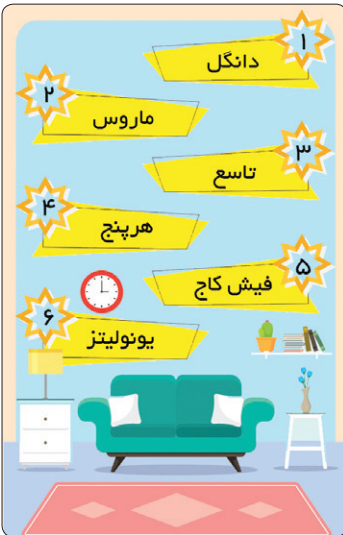 ۱
دانگل
۲
ماروس
۳
تاسع
۴
هرپنج
۵
فیش کاج
۶
یونولیتز